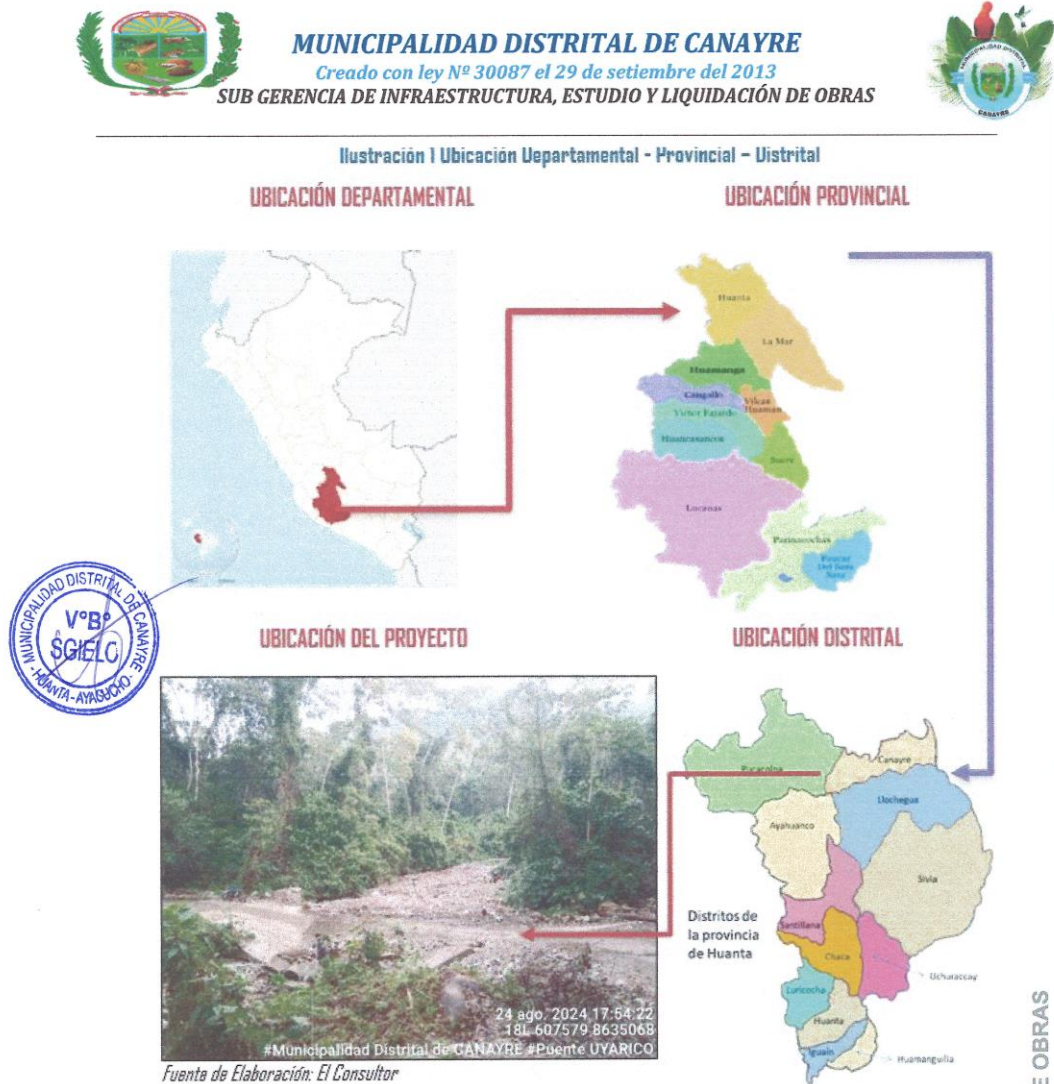 MUNICIPALIDAD DISTRITAL DE CANAYRE
Creado con ley Nº 30087 el 29 de setiembre del 2013
SUB GERENCIA DE INFRAESTRUCTURA, ESTUDIO Y LIQUIDACIÓN DE OBRAS
MUNICIPALIDAD DISTRITAL
CANAYRE
Ilustración 1 Ubicación Departamental - Provincial – Distrital
UBICACIÓN DEPARTAMENTAL
UBICACIÓN PROVINCIAL
Huanta
La Mar
Huamanga
Cangallo
Vilcas
Huaman
Victor Fajardo
Huancasancos
Sucre
Lucanas
Parinacochas
Paucar
Del Sara
Sara
MUNICIPALIDAD DISTRITAL DE CANAYRE
V°B°
SGIELO
- HUANTA - AYACUCHO -
UBICACIÓN DEL PROYECTO
UBICACIÓN DISTRITAL
Pucacolpa
Canayre
Llochegua
Ayahuanco
Sivia
Distritos de
la provincia
de Huanta
Santillana
Chaca
Uchuraccay
Luricocha
Huanta
Iguaín
Huamanguilla
24 ago. 2024 17:54:22
18L 607579 8635068
#Municipalidad Distrital de CANAYRE #Puente UYARICO
Fuente de Elaboración: El Consultor
E OBRAS